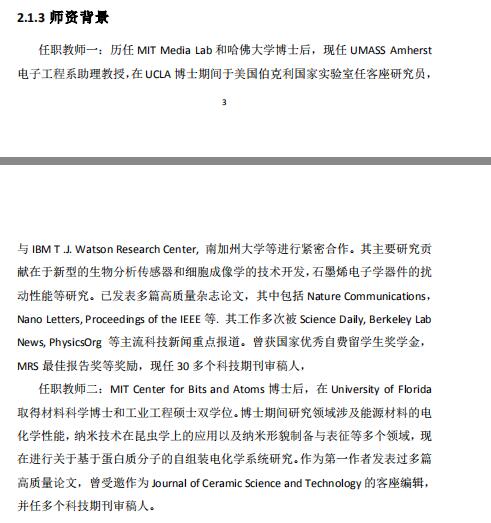 2.1.3 师资背景
任职教师一：历任 MIT Media Lab 和哈佛大学博士后，现任 UMASS Amherst
电子工程系助理教授，在 UCLA 博士期间于美国伯克利国家实验室任客座研究员，
3
与 IBM T .J. Watson Research Center, 南加州大学等进行紧密合作。其主要研究贡
献在于新型的生物分析传感器和细胞成像学的技术开发，石墨烯电子学器件的扰
动性能等研究。已发表多篇高质量杂志论文，其中包括 Nature Communications，
Nano Letters, Proceedings of the IEEE 等. 其工作多次被 Science Daily, Berkeley Lab
News, PhysicsOrg 等主流科技新闻重点报道。曾获国家优秀自费留学生奖学金，
MRS 最佳报告奖等奖励，现任 30 多个科技期刊审稿人，
任职教师二：MIT Center for Bits and Atoms 博士后，在 University of Florida
取得材料科学博士和工业工程硕士双学位。博士期间研究领域涉及能源材料的电
化学性能，纳米技术在昆虫学上的应用以及纳米形貌制备与表征等多个领域，现
在进行关于基于蛋白质分子的自组装电化学系统研究。作为第一作者发表过多篇
高质量论文，曾受邀作为 Journal of Ceramic Science and Technology 的客座编辑，
并任多个科技期刊审稿人。